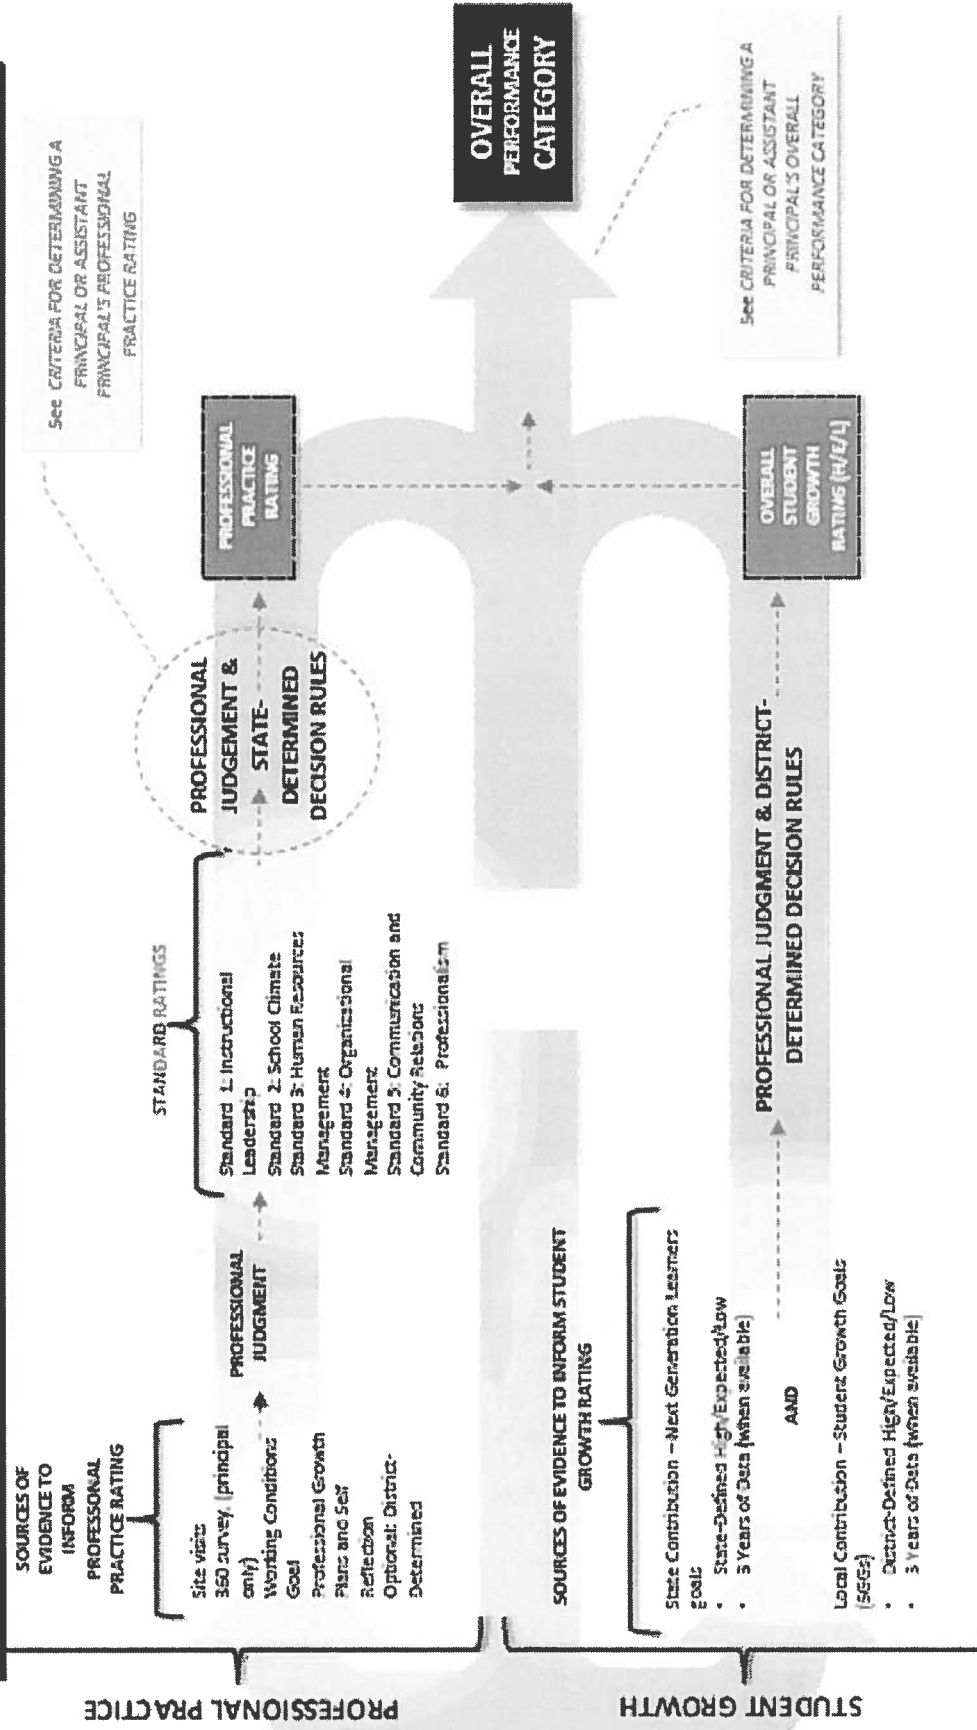 PROFESSIONAL PRACTICE
SOURCES OF
EVIDENCE TO
INFORM
PROFESSONAL
PRACTICE RATING
Site visits
360 survey. (principal
only)
Working Conditions
Goal
Professional Growth
Plans and Self
Reflection
Optional: District-
Determined
PROFESSIONAL
JUDGMENT
STANDARD RATINGS
Standard 1: Instructional
Leadership
Standard 2: School Climate
Standard 3: Human Resources
Management
Standard 4: Organizational
Management
Standard 5: Communication and
Community Relations
Standard 6: Professionalism
PROFESSIONAL
JUDGEMENT &
STATE-
DETERMINED
DECISION RULES
PROFESSIONAL
PRACTICE
RATING
See CRITERIA FOR DETERMINING A
PRINCIPAL OR ASSISTANT
PRINCIPAL'S PROFESSIONAL
PRACTICE RATING
STUDENT GROWTH
SOURCES OF EVIDENCE TO INFORM STUDENT
GROWTH RATING
State Contribution – Next Generation Learners
Goals
• State-Defined High/Expected/Low
• 3 Years of Data (when available)
AND
Local Contribution – Student Growth Goals
(SGGs)
• District-Defined High/Expected/Low
• 3 Years of Data (when available)
PROFESSIONAL JUDGMENT & DISTRICT-
DETERMINED DECISION RULES
OVERALL
STUDENT
GROWTH
RATING (H/E/L)
OVERALL
PERFORMANCE
CATEGORY
See CRITERIA FOR DETERMINING A
PRINCIPAL OR ASSISTANT
PRINCIPAL'S OVERALL
PERFORMANCE CATEGORY